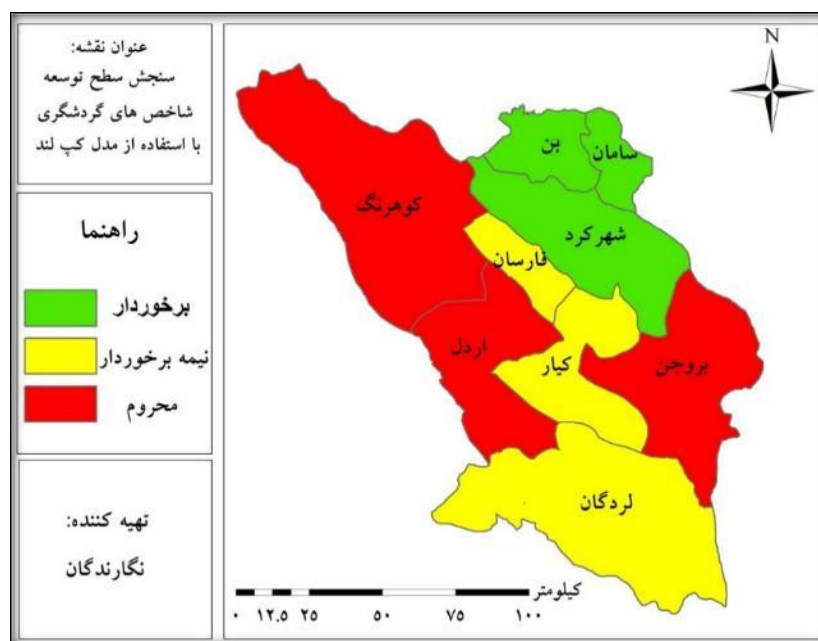 عنوان نقشه:
سنجش سطح توسعه
شاخص های گردشگری
با استفاده از مدل کپ لند
راهنما
برخوردار
نیمه برخوردار
محروم
تهیه کننده:
نگارندگان
N
بن
سامان
کوهرنگ
شهرکرد
فارسان
اردل
کیار
بروجن
لردگان
کیلومتر
۰ ۱۲.۵ ۲۵ ۵۰ ۷۵ ۱۰۰